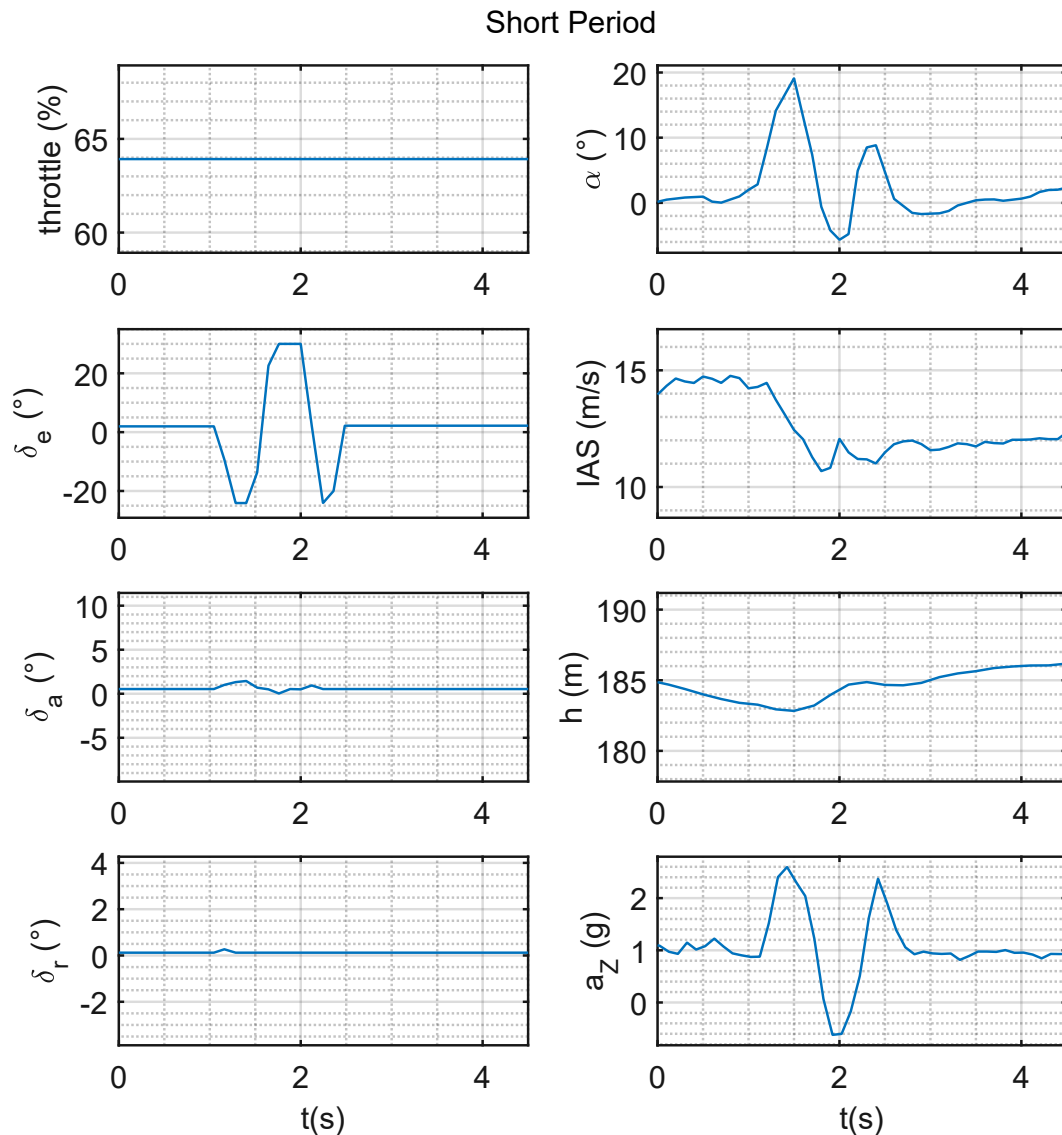 Short Period
throttle (%)
65
60
0 2 4
α (°)
20
10
0
0 2 4
δe (°)
20
0
-20
0 2 4
IAS (m/s)
15
10
0 2 4
δa (°)
10
5
0
-5
0 2 4
h (m)
190
185
180
0 2 4
δr (°)
4
2
0
-2
0 2 4
t(s)
aZ (g)
2
1
0
0 2 4
t(s)